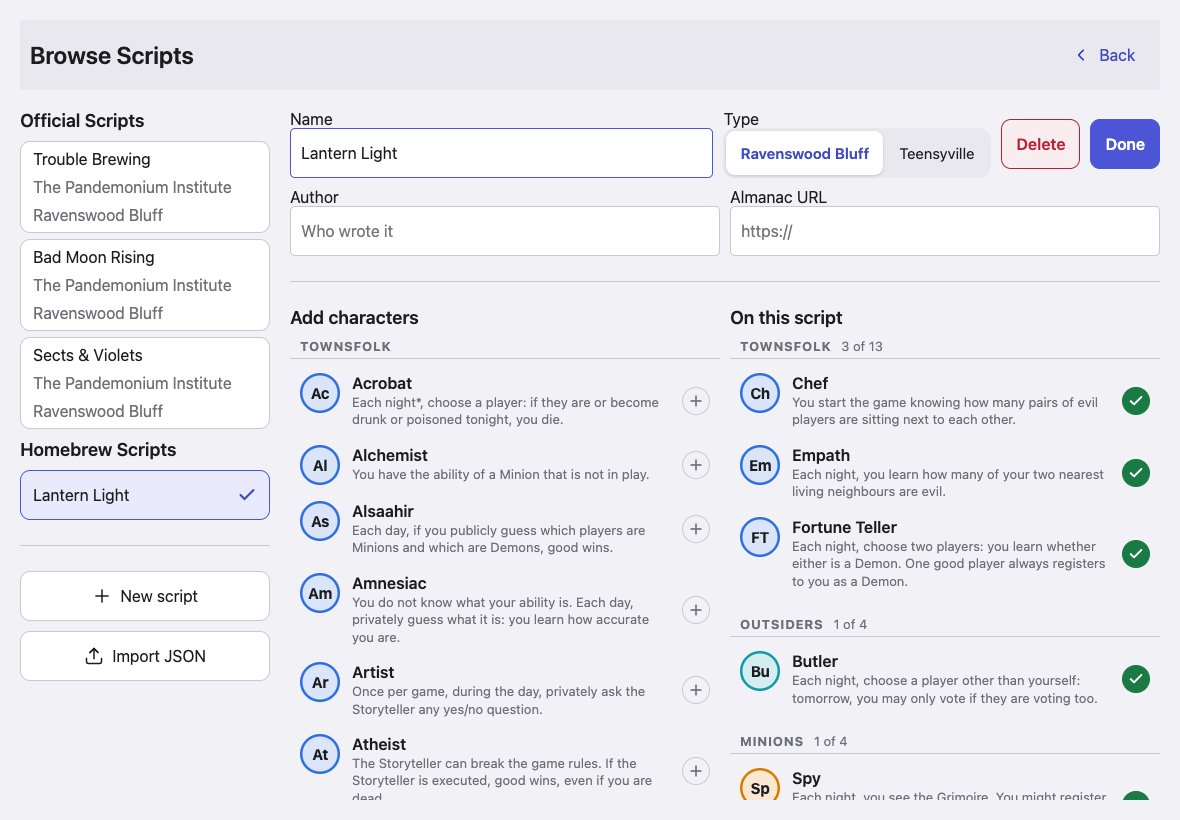 Browse Scripts
Back
Official Scripts
Trouble Brewing
The Pandemonium Institute
Ravenswood Bluff
Bad Moon Rising
The Pandemonium Institute
Ravenswood Bluff
Sects & Violets
The Pandemonium Institute
Ravenswood Bluff
Homebrew Scripts
Lantern Light
New script
Import JSON
Name
Lantern Light
Type
Ravenswood Bluff
Teensyville
Delete
Done
Author
Who wrote it
Almanac URL
https://
Add characters
TOWNSFOLK
Ac
Acrobat
Each night*, choose a player: if they are or become
drunk or poisoned tonight, you die.
Al
Alchemist
You have the ability of a Minion that is not in play.
As
Alsaahir
Each day, if you publicly guess which players are
Minions and which are Demons, good wins.
Am
Amnesiac
You do not know what your ability is. Each day,
privately guess what it is: you learn how accurate
you are.
Ar
Artist
Once per game, during the day, privately ask the
Storyteller any yes/no question.
At
Atheist
The Storyteller can break the game rules. If the
Storyteller is executed, good wins, even if you are
dead.
On this script
TOWNSFOLK 3 of 13
Ch
Chef
You start the game knowing how many pairs of evil
players are sitting next to each other.
Em
Empath
Each night, you learn how many of your two nearest
living neighbours are evil.
FT
Fortune Teller
Each night, choose two players: you learn whether
either is a Demon. One good player always registers
to you as a Demon.
OUTSIDERS 1 of 4
Bu
Butler
Each night, choose a player other than yourself:
tomorrow, you may only vote if they are voting too.
MINIONS 1 of 4
Sp
Spy
Each night, you see the Grimoire. You might register